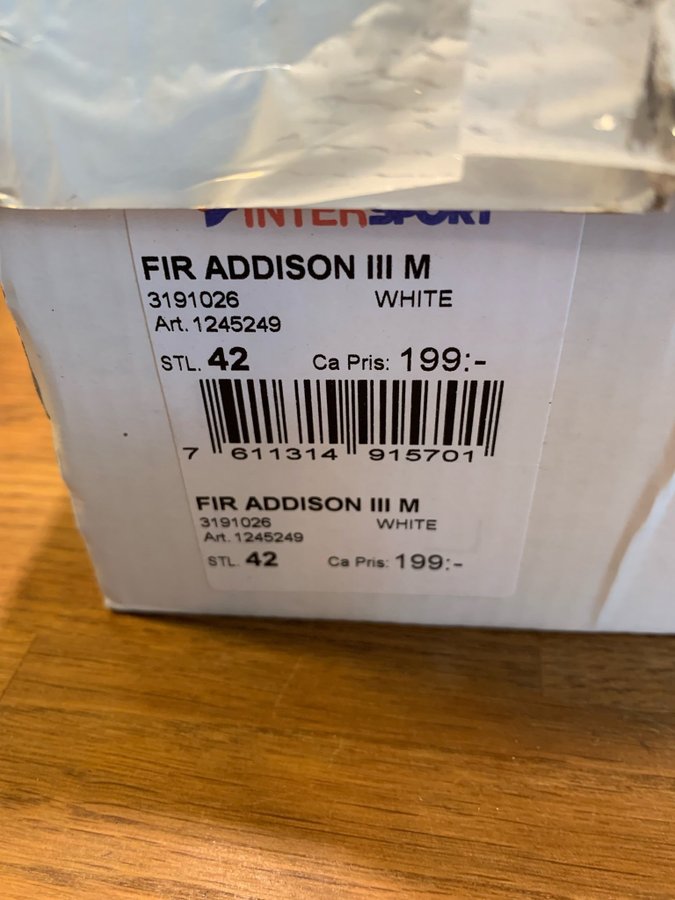 INTERSPORT
FIR ADDISON III M
3191026 WHITE
Art. 1245249
STL. 42 Ca Pris: 199:-
7 611314 915701
FIR ADDISON III M
3191026 WHITE
Art. 1245249
STL. 42 Ca Pris: 199:-